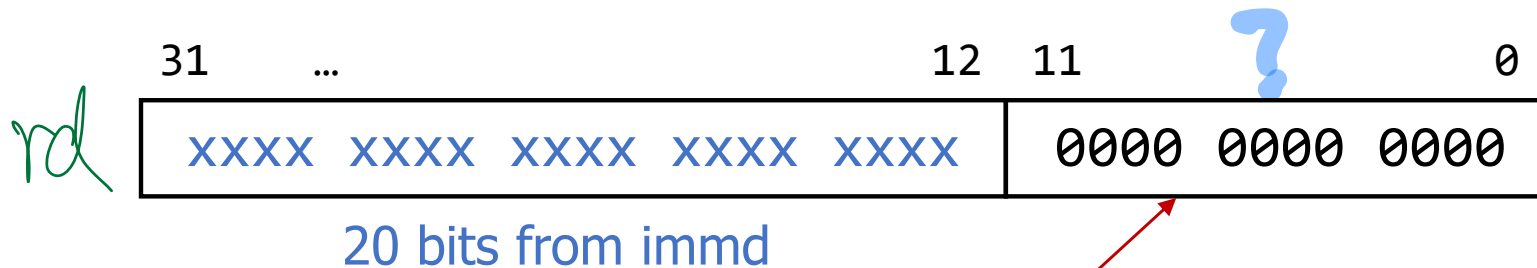 31 … 12 11 ? 0
rd xxxx xxxx xxxx xxxx xxxx 0000 0000 0000
20 bits from immd